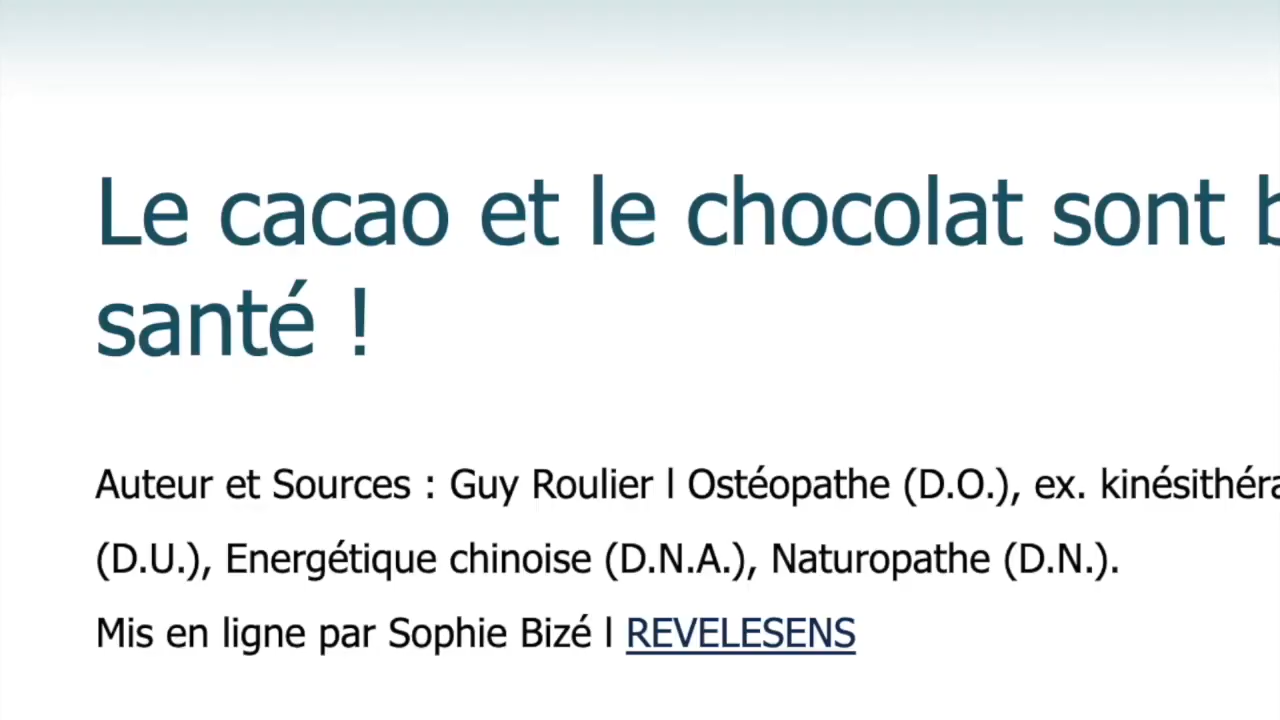 Le cacao et le chocolat sont
santé !
Auteur et Sources : Guy Roulier l Ostéopathe (D.O.), ex.
(D.U.), Energétique chinoise (D.N.A.), Naturopathe (D.N.).
Mis en ligne par Sophie Bizé l REVELESENS